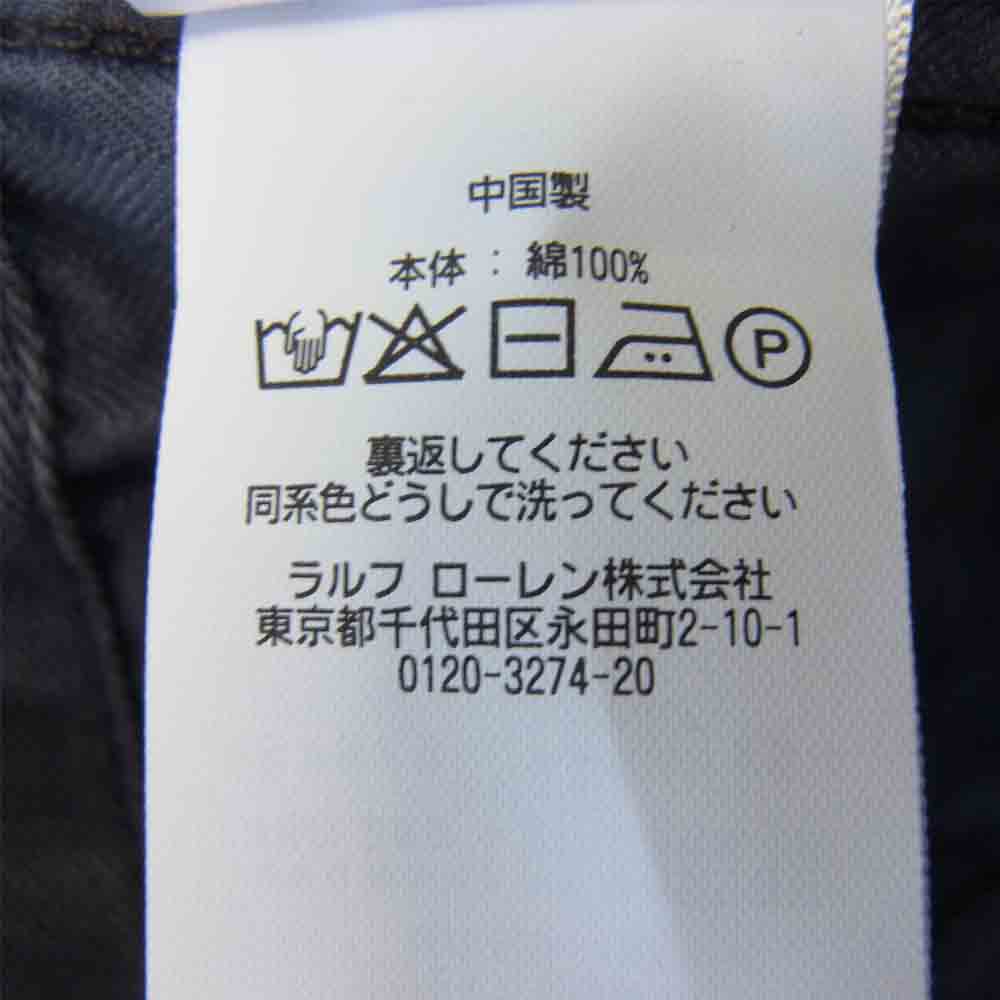 中国製
本体 : 綿100%
P
裏返してください
同系色どうしで洗ってください
ラルフ ローレン株式会社
東京都千代田区永田町2-10-1
0120-3274-20